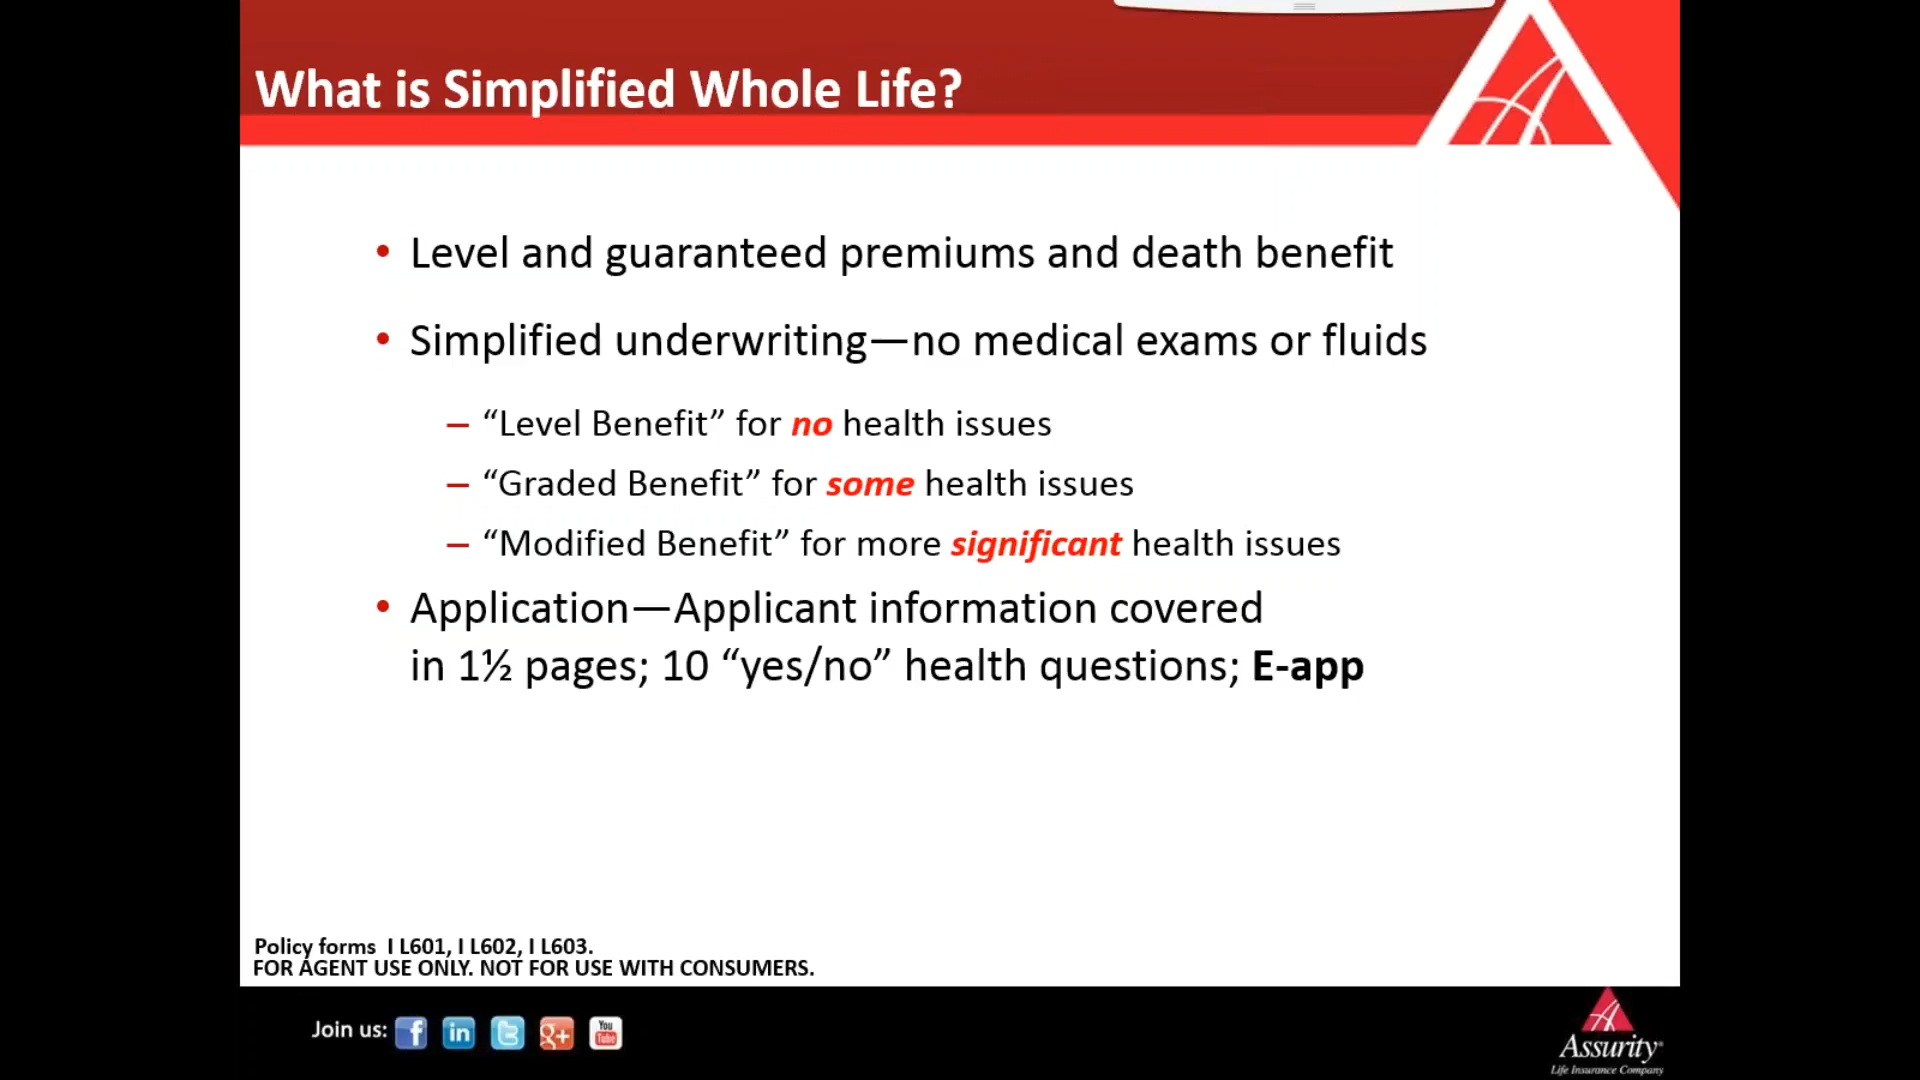 What is Simplified Whole Life?
• Level and guaranteed premiums and death benefit
• Simplified underwriting—no medical exams or fluids
– “Level Benefit” for no health issues
– “Graded Benefit” for some health issues
– “Modified Benefit” for more significant health issues
• Application—Applicant information covered
in 1½ pages; 10 “yes/no” health questions; E-app
Policy forms I L601, I L602, I L603.
FOR AGENT USE ONLY. NOT FOR USE WITH CONSUMERS.
Join us: f in t g+ You Tube
Assurity®
Life Insurance Company